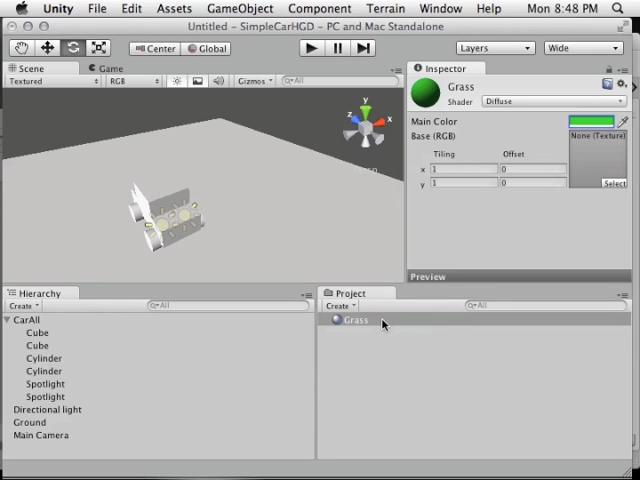 Unity File Edit Assets GameObject Component Terrain Window Mon 8:48 PM
Untitled - SimpleCarHGD - PC and Mac Standalone
Center Global Layers Wide
Scene Game
Textured RGB Gizmos All
y
z
x
Inspector
Grass
Shader Diffuse
Main Color
Base (RGB) None (Texture)
Tiling Offset
x 1 0
y 1 0
Select
Preview
Hierarchy
Create All
CarAll
Cube
Cube
Cylinder
Cylinder
Spotlight
Spotlight
Directional light
Ground
Main Camera
Project
Create All
Grass